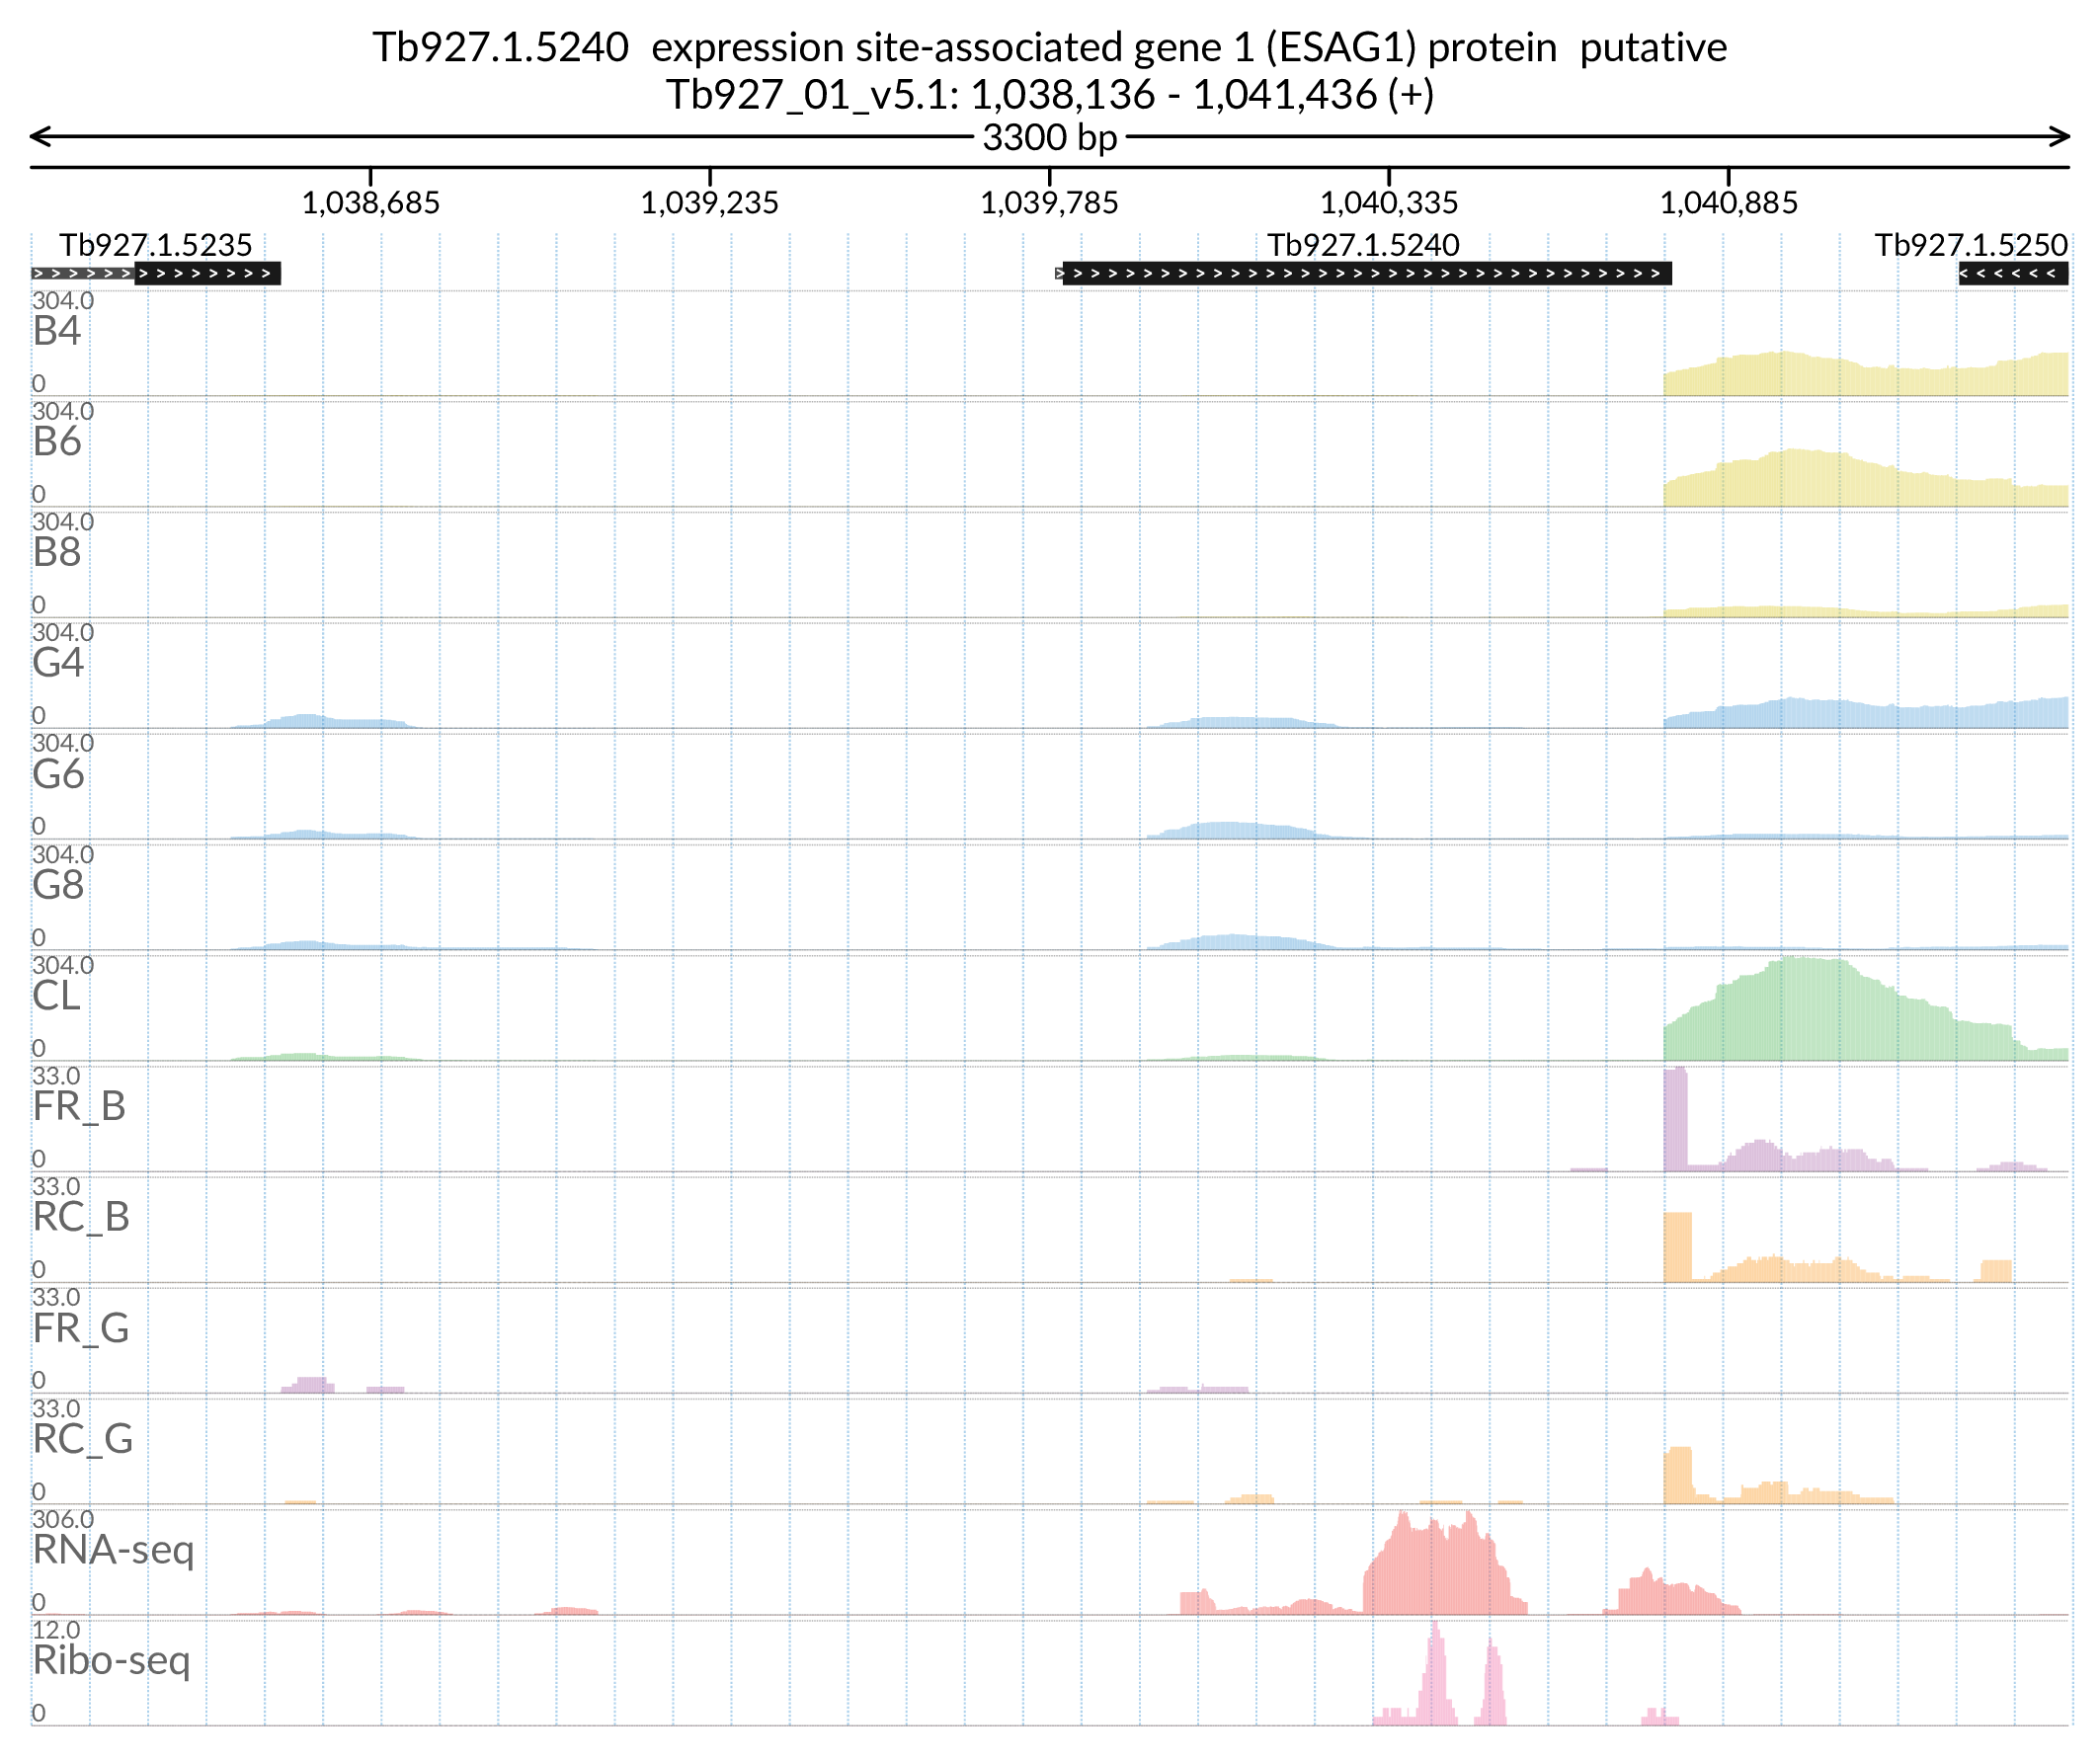 Tb927.1.5240  expression site-associated gene 1 (ESAG1) protein  putative
Tb927_01_v5.1: 1,038,136 - 1,041,436 (+)
3300 bp
1,038,685 1,039,235 1,039,785 1,040,335 1,040,885
Tb927.1.5235 Tb927.1.5240 Tb927.1.5250
304.0
B4
0
304.0
B6
0
304.0
B8
0
304.0
G4
0
304.0
G6
0
304.0
G8
0
304.0
CL
0
33.0
FR_B
0
33.0
RC_B
0
33.0
FR_G
0
33.0
RC_G
0
306.0
RNA-seq
0
12.0
Ribo-seq
0